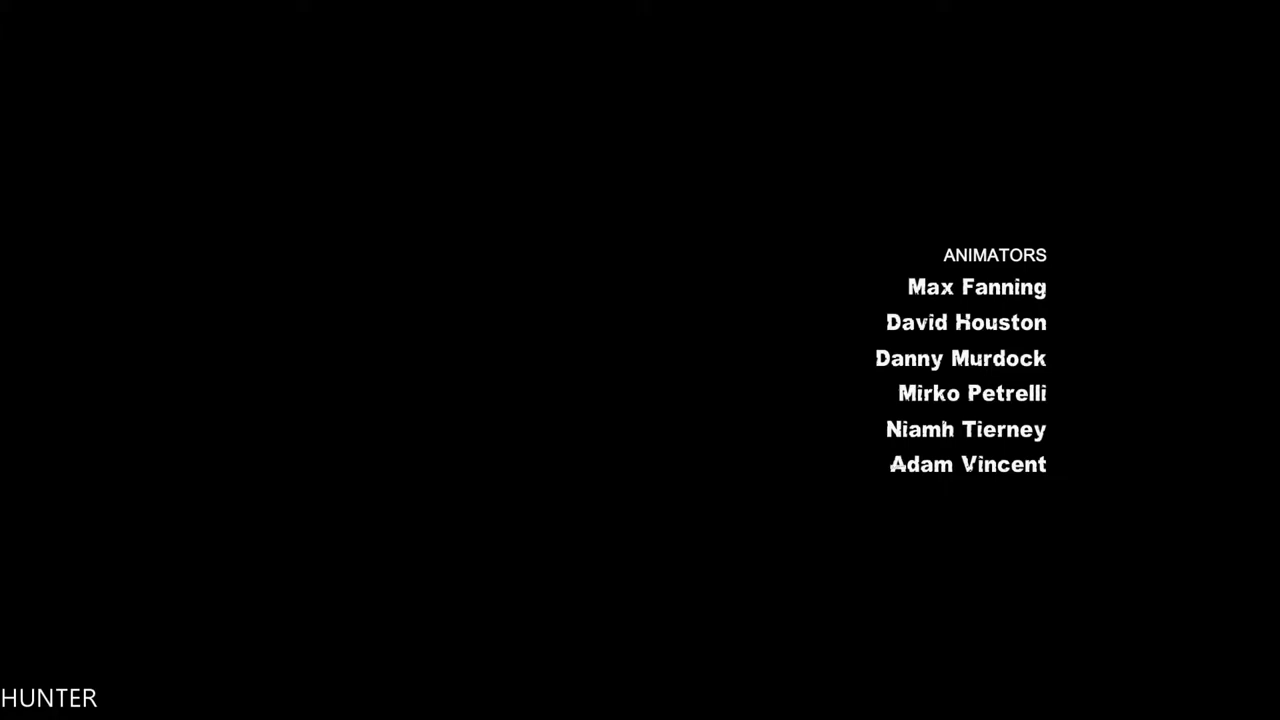 ANIMATORS
Max Fanning
David Houston
Danny Murdock
Mirko Petrelli
Niamh Tierney
Adam Vincent
HUNTER